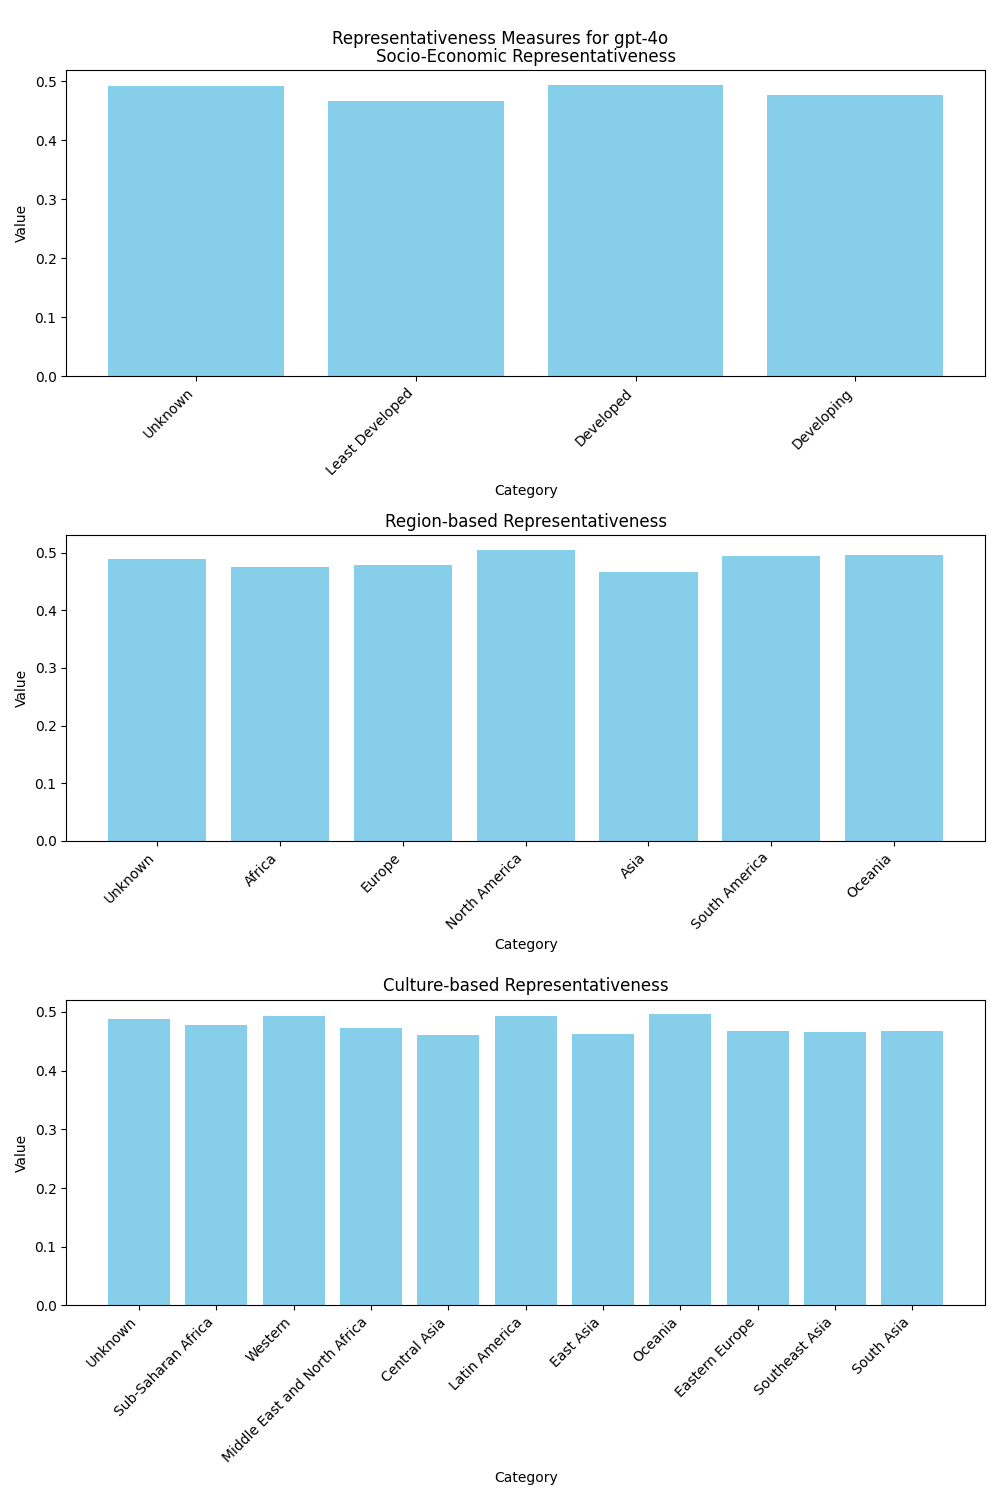 Representativeness Measures for gpt-4o
Socio-Economic Representativeness
0.5
0.4
0.3
0.2
0.1
0.0
Value
Unknown
Least Developed
Developed
Developing
Category
Region-based Representativeness
0.5
0.4
0.3
0.2
0.1
0.0
Value
Unknown
Africa
Europe
North America
Asia
South America
Oceania
Category
Culture-based Representativeness
0.5
0.4
0.3
0.2
0.1
0.0
Value
Unknown
Sub-Saharan Africa
Western
Middle East and North Africa
Central Asia
Latin America
East Asia
Oceania
Eastern Europe
Southeast Asia
South Asia
Category